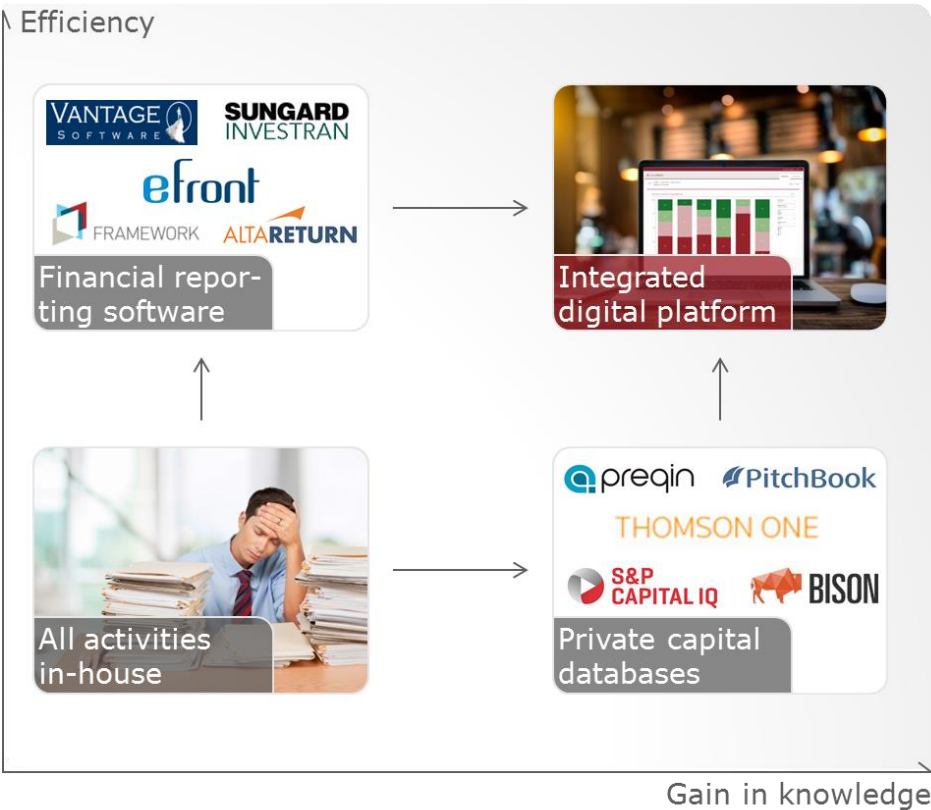 Efficiency
VANTAGE
SOFTWARE
SUNGARD
INVESTRAN
efront
FRAMEWORK
ALTARETURN
Financial repor-
ting software
Integrated
digital platform
All activities
in-house
preqin
PitchBook
THOMSON ONE
S&P
CAPITAL IQ
BISON
Private capital
databases
Gain in knowledge